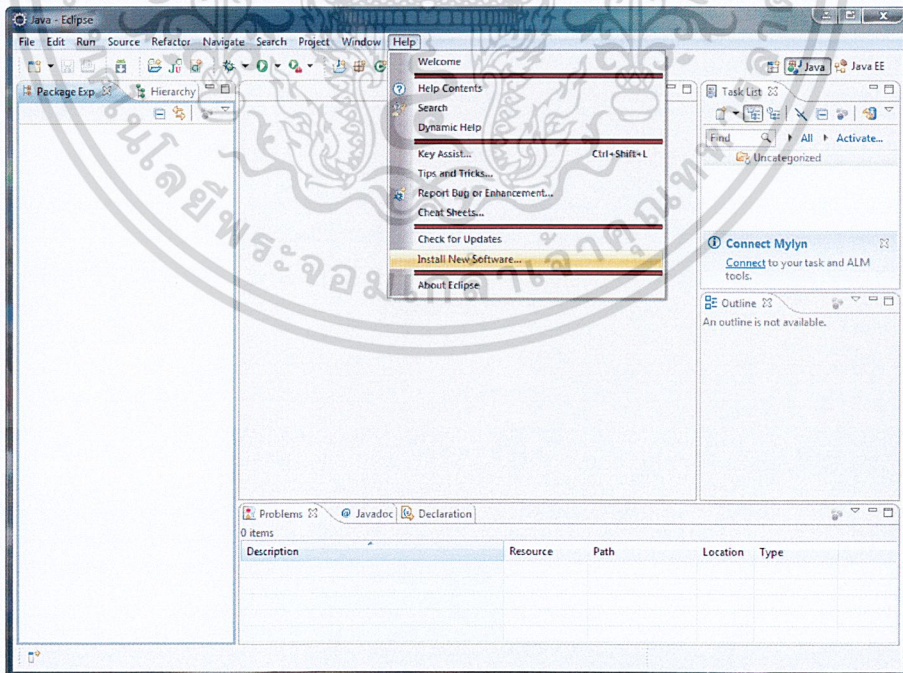 Java - Eclipse
File Edit Run Source Refactor Navigate Search Project Window Help
Java Java EE
Package Exp Hierarchy
Welcome
Help Contents
Search
Dynamic Help
Key Assist... Ctrl+Shift+L
Tips and Tricks...
Report Bug or Enhancement...
Cheat Sheets...
Check for Updates
Install New Software...
About Eclipse
Task List
Find All Activate...
Uncategorized
Connect Mylyn
Connect to your task and ALM
tools.
Outline
An outline is not available.
Problems Javadoc Declaration
0 items
Description Resource Path Location Type